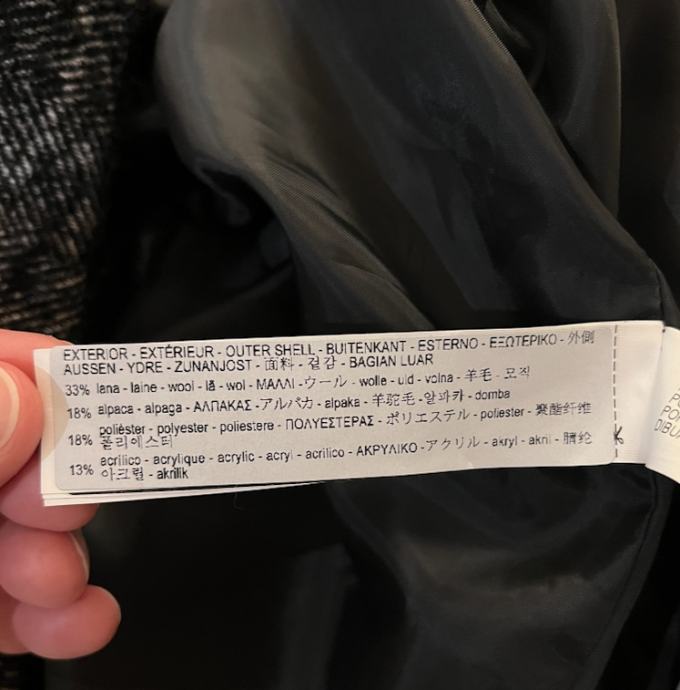 EXTERIOR - EXTÉRIEUR - OUTER SHELL - BUITENKANT - ESTERNO - ΕΞΩΤΕΡΙΚΟ - 外側
AUSSEN - YDRE - ZUNANJOST - 面料 - 겉감 - BAGIAN LUAR
33% lana - laine - wool - lã - wol - ΜΑΛΛΙ - ウール - wolle - uld - volna - 羊毛 - 모직
18% alpaca - alpaga - ΑΛΠΑΚΑΣ - アルパカ - alpaka - 羊驼毛 - 알파카 - domba
poliéster - polyester - poliestere - ΠΟΛΥΕΣΤΕΡΑΣ - ポリエステル - poliester - 聚酯纤维
18% 폴리에스터
acrílico - acrylique - acrylic - acryl - acrilico - ΑΚΡΥΛΙΚΟ - アクリル - akryl - akril - 腈纶
13% 아크릴 - akrilik